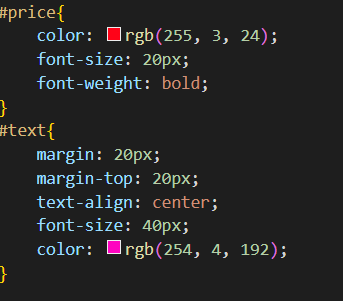 #price{
    color: rgb(255, 3, 24);
    font-size: 20px;
    font-weight: bold;
}
#text{
    margin: 20px;
    margin-top: 20px;
    text-align: center;
    font-size: 40px;
    color: rgb(254, 4, 192);
}